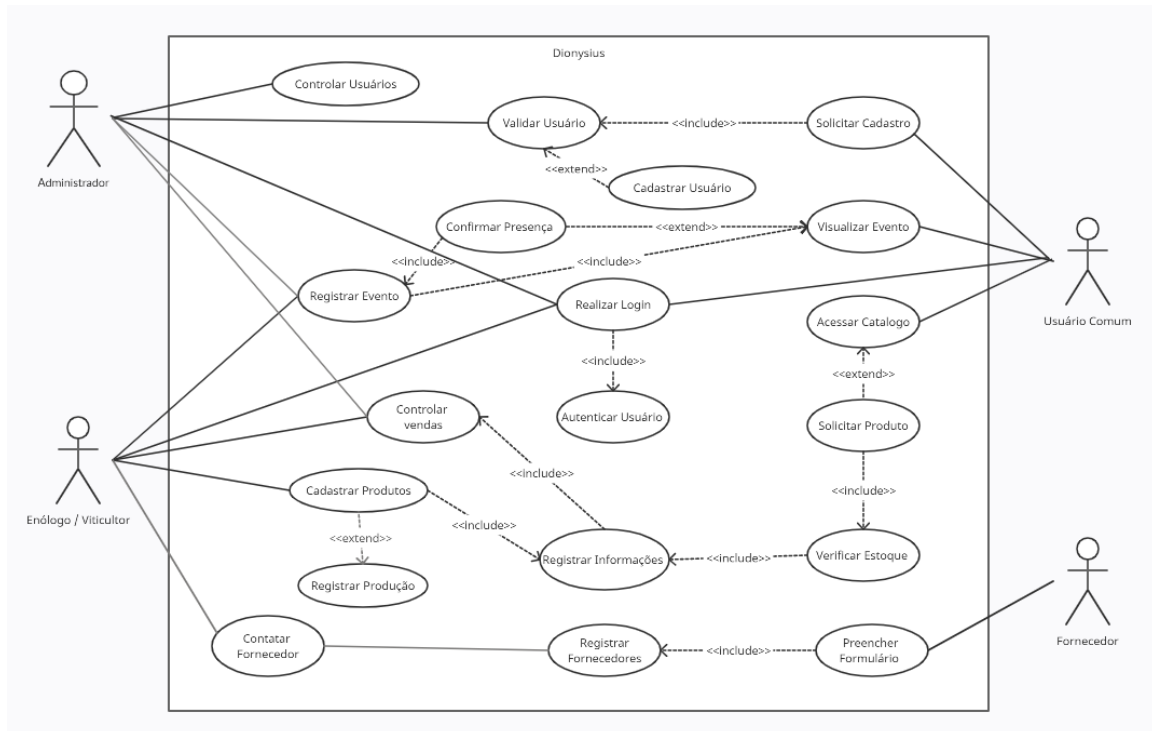 Dionysius
Controlar Usuários
Validar Usuário
<<include>>
Solicitar Cadastro
Administrador
<<extend>>
Cadastrar Usuário
Confirmar Presença
<<extend>>
Visualizar Evento
<<include>>
<<include>>
Registrar Evento
Realizar Login
Acessar Catalogo
Usuário Comum
<<include>>
<<extend>>
Controlar
vendas
Autenticar Usuário
Solicitar Produto
<<include>>
Cadastrar Produtos
<<include>>
Enólogo / Viticultor
<<include>>
<<extend>>
Registrar Informações
<<include>>
Verificar Estoque
Registrar Produção
Contatar
Fornecedor
Registrar
Fornecedores
<<include>>
Preencher
Formulário
Fornecedor